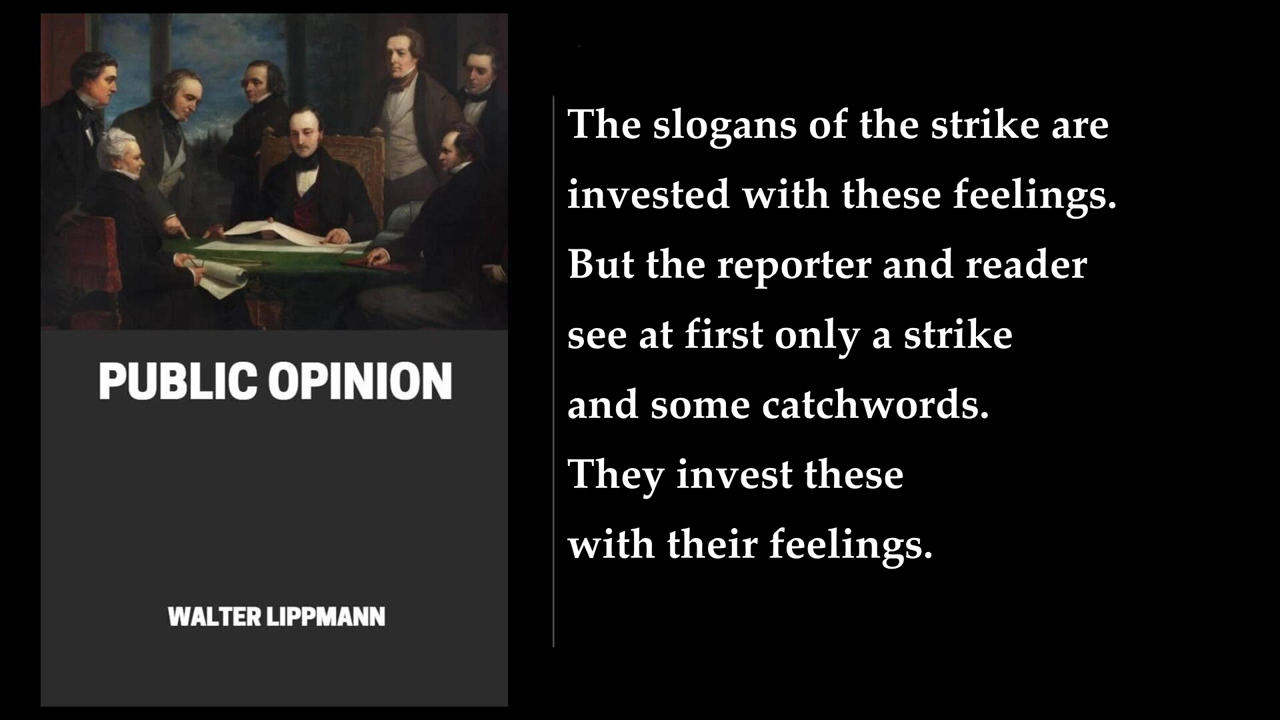 PUBLIC OPINION
WALTER LIPPMANN
The slogans of the strike are
invested with these feelings.
But the reporter and reader
see at first only a strike
and some catchwords.
They invest these
with their feelings.